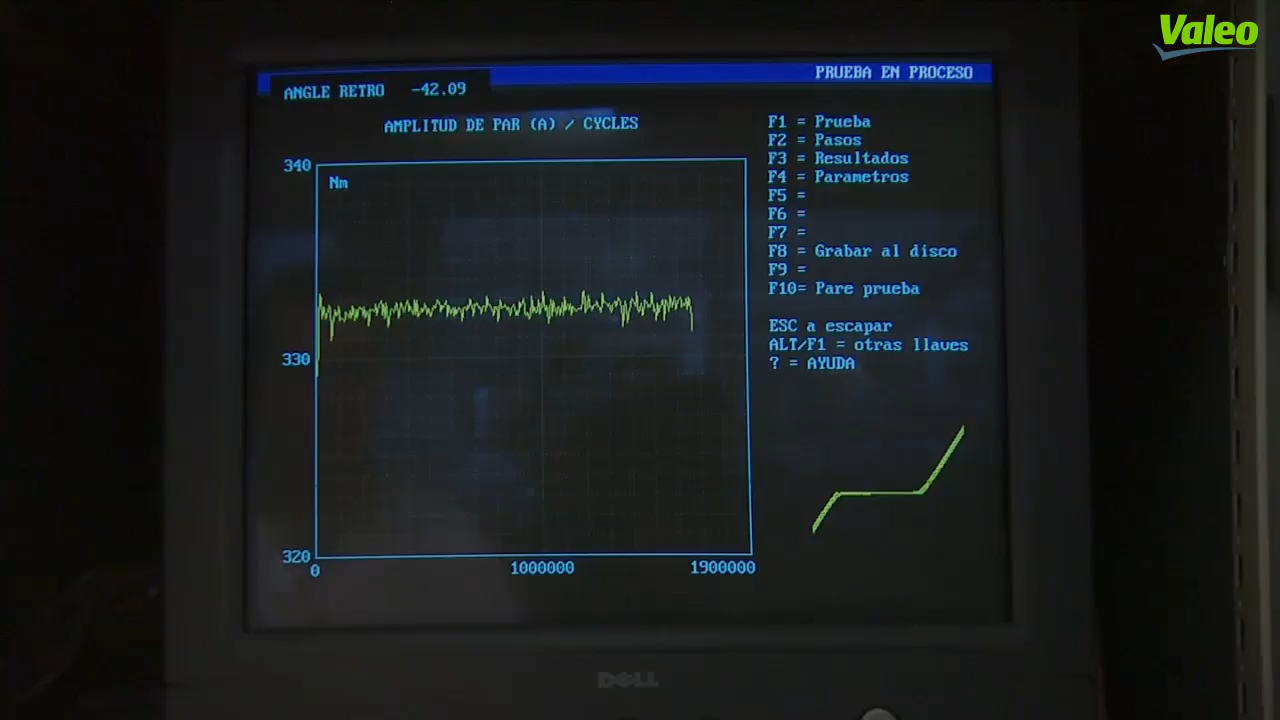 Valeo
PRUEBA EN PROCESO
ANGLE RETRO -42.09
AMPLITUD DE PAR (A) / CYCLES
340
Nm
330
320
0
1000000
1900000
F1 = Prueba
F2 = Pasos
F3 = Resultados
F4 = Parametros
F5 =
F6 =
F7 =
F8 = Grabar al disco
F9 =
F10= Pare prueba
ESC a escapar
ALT/F1 = otras llaves
? = AYUDA
DELL